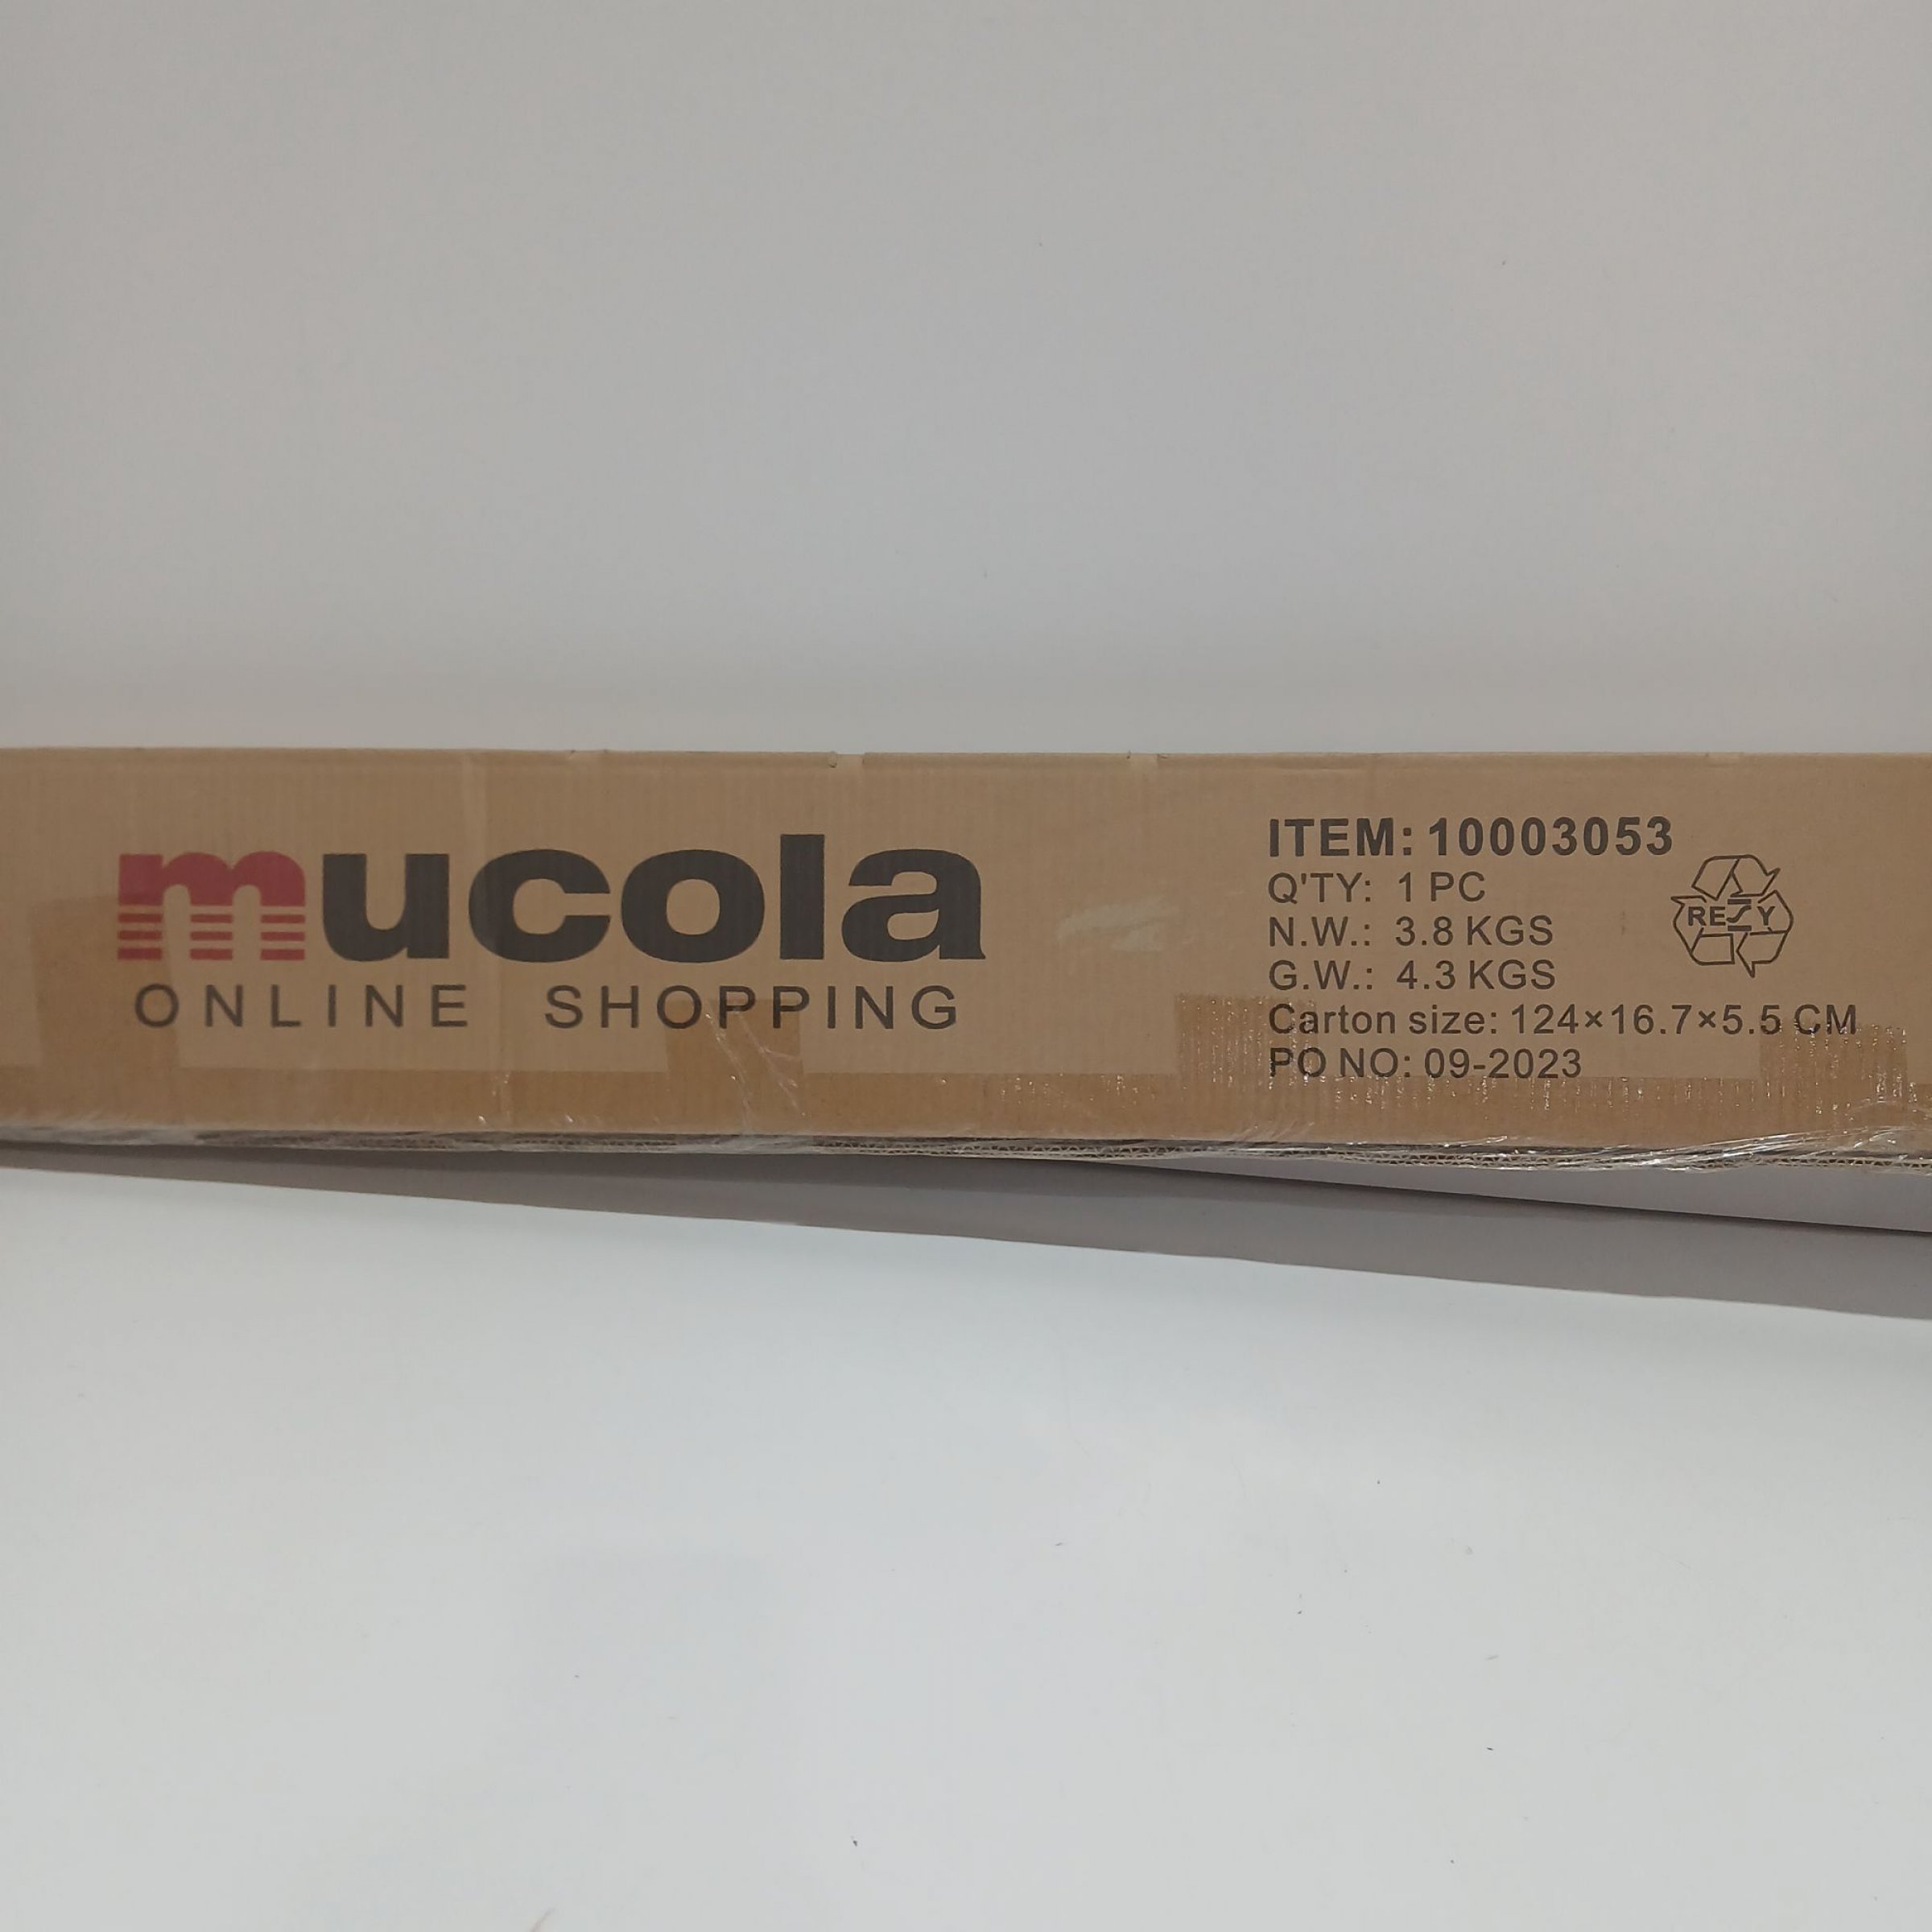 mucola
ONLINE SHOPPING
ITEM: 10003053
Q'TY: 1 PC
N.W.: 3.8 KGS
G.W.: 4.3 KGS
Carton size: 124×16.7×5.5 CM
PO NO: 09-2023
RESY